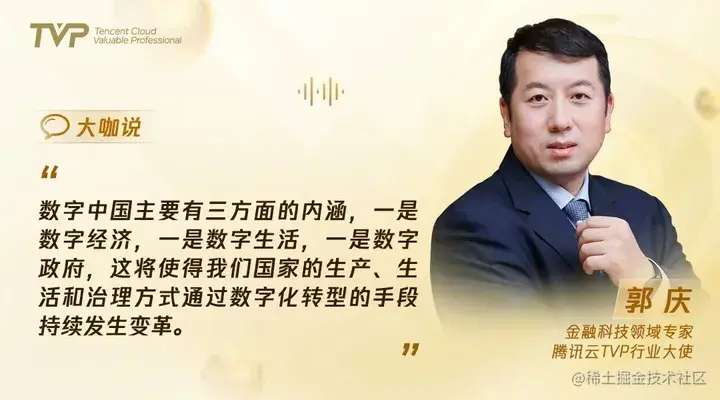 TVP
Tencent Cloud
Valuable Professional
大咖说
“
数字中国主要有三方面的内涵，一是
数字经济，一是数字生活，一是数字
政府，这将使得我们国家的生产、生
活和治理方式通过数字化转型的手段
持续发生变革。
”
郭庆
金融科技领域专家
腾讯云TVP行业大使
@稀土掘金技术社区